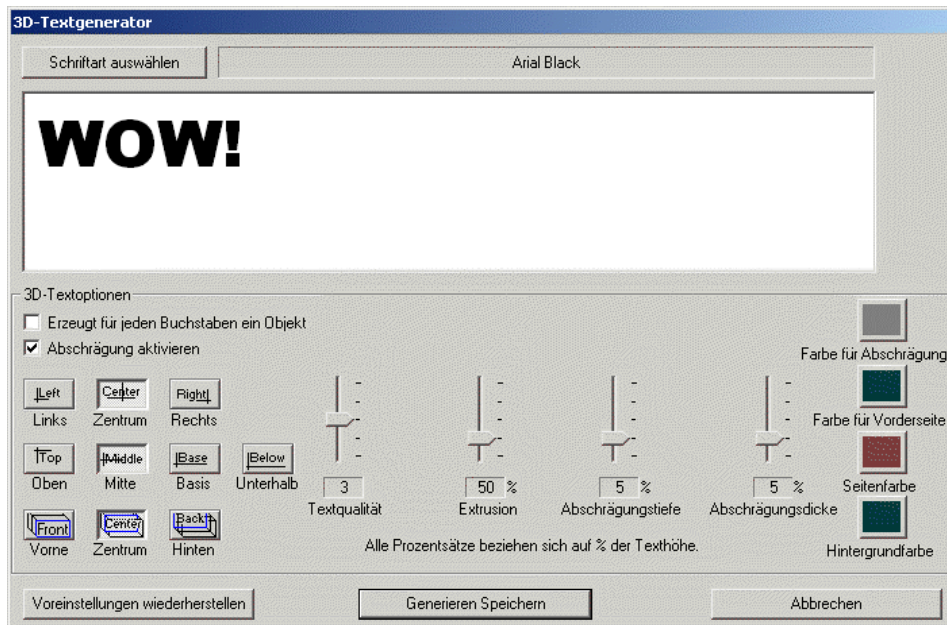 3D-Textgenerator
Schriftart auswählen
Arial Black
WOW!
3D-Textoptionen
Erzeugt für jeden Buchstaben ein Objekt
Abschrägung aktivieren
Farbe für Abschrägung
Left Center Right
Links Zentrum Rechts
Farbe für Vorderseite
Top Middle Base Below
Oben Mitte Basis Unterhalb
3 50 % 5 % 5 %
Textqualität Extrusion Abschrägungstiefe Abschrägungsdicke
Seitenfarbe
Front Center Back
Vorne Zentrum Hinten
Alle Prozentsätze beziehen sich auf % der Texthöhe.
Hintergrundfarbe
Voreinstellungen wiederherstellen Generieren Speichern Abbrechen